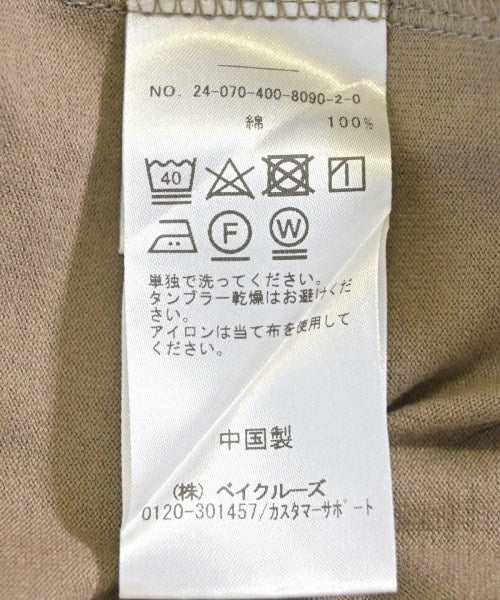 NO. 24-070-400-8090-2-0
綿 100%
40
F W
単独で洗ってください。
タンブラー乾燥はお避けくだ
さい。
アイロンは当て布を使用して
ください。
中国製
(株) ベイクルーズ
0120-301457/カスタマーサポート